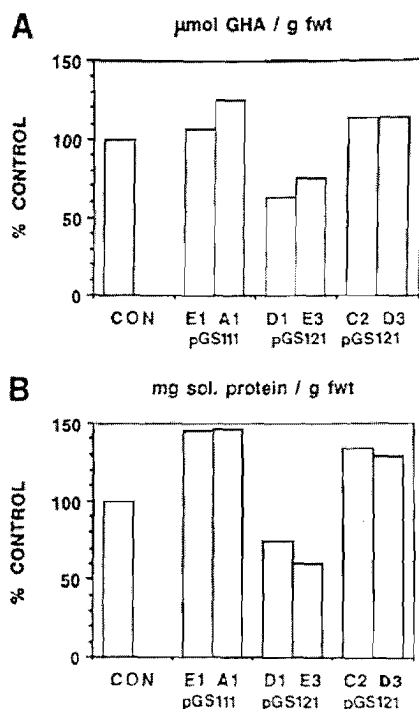 A
µmol GHA / g fwt
150
100
50
0
% CONTROL
CON E1 A1 D1 E3 C2 D3
pGS111 pGS121 pGS121
B
mg sol. protein / g fwt
150
100
50
0
% CONTROL
CON E1 A1 D1 E3 C2 D3
pGS111 pGS121 pGS121